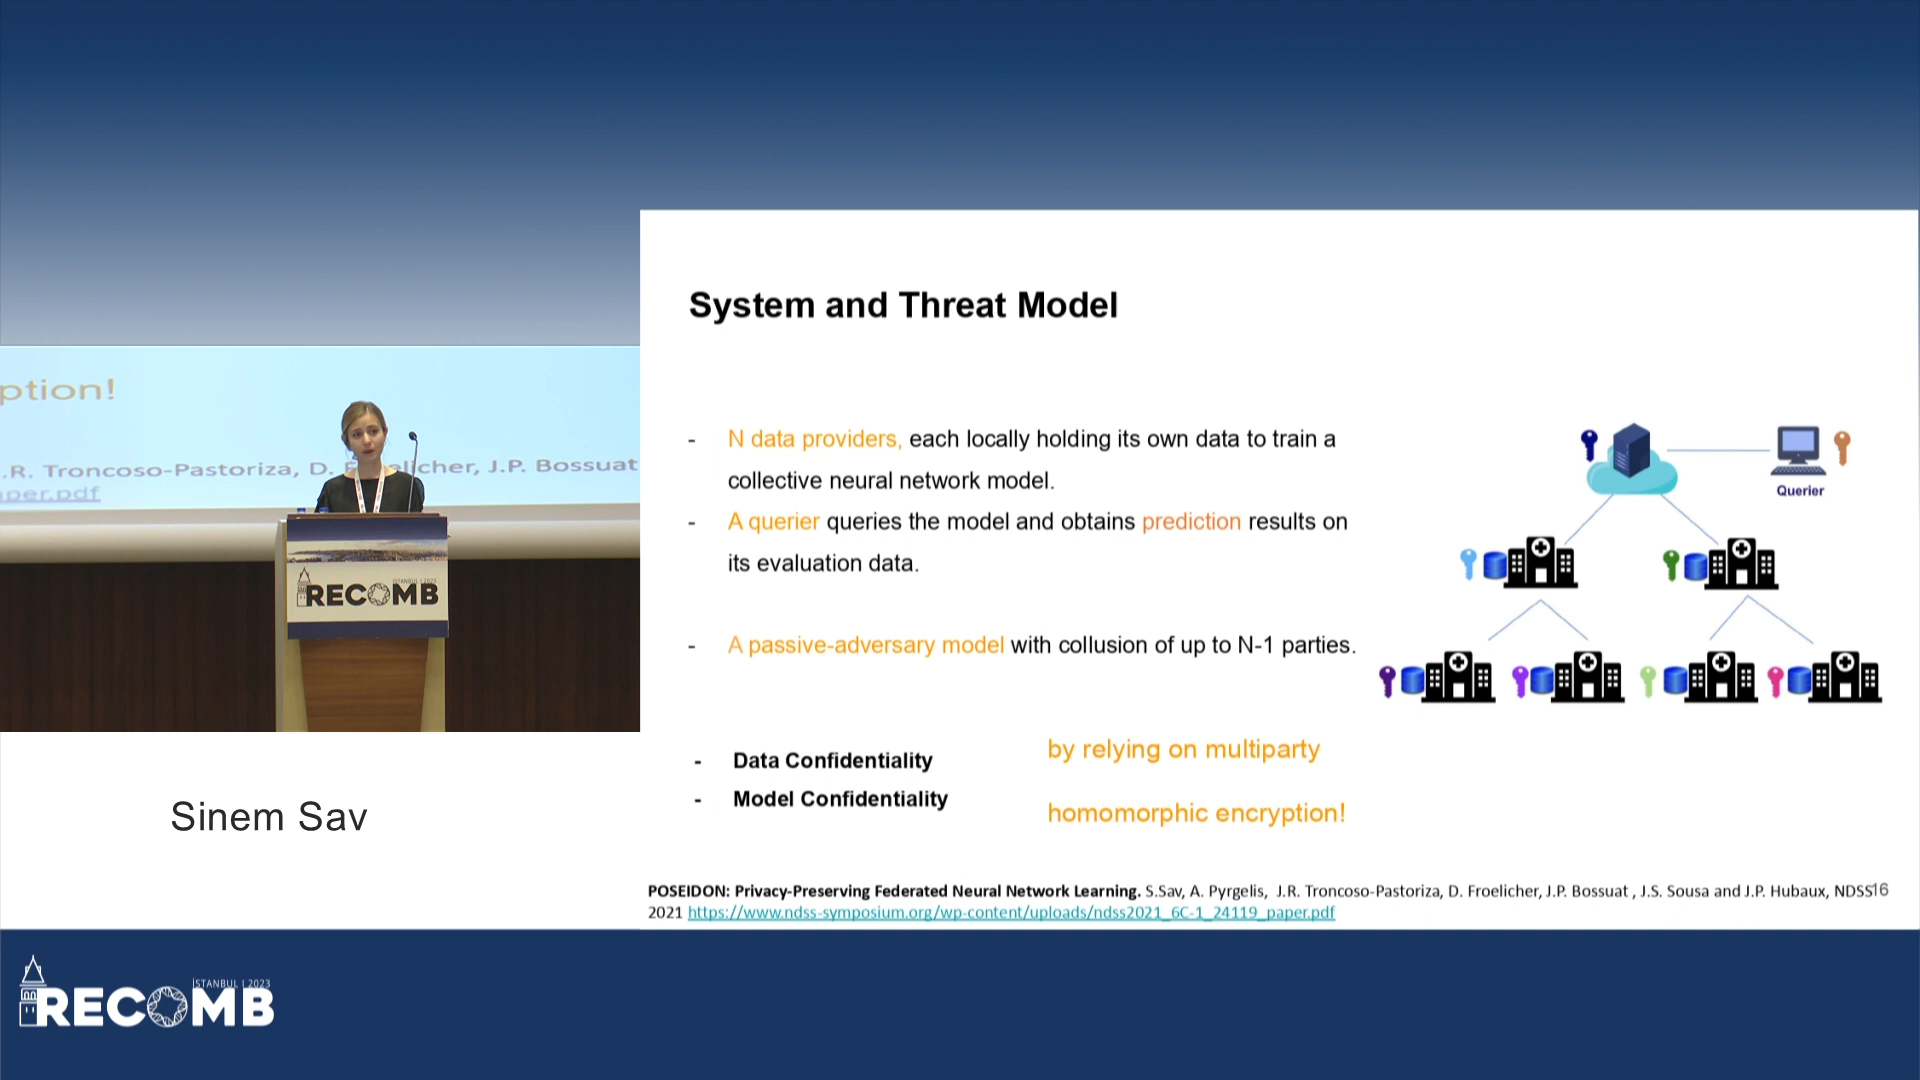 System and Threat Model
- N data providers, each locally holding its own data to train a
collective neural network model.
- A querier queries the model and obtains prediction results on
its evaluation data.
- A passive-adversary model with collusion of up to N-1 parties.
- Data Confidentiality
- Model Confidentiality
by relying on multiparty
homomorphic encryption!
Querier
POSEIDON: Privacy-Preserving Federated Neural Network Learning. S.Sav, A. Pyrgelis, J.R. Troncoso-Pastoriza, D. Froelicher, J.P. Bossuat , J.S. Sousa and J.P. Hubaux, NDSS
16
2021 https://www.ndss-symposium.org/wp-content/uploads/ndss2021_6C-1_24119_paper.pdf
ption!
.R. Troncoso-Pastoriza, D. F elicher, J.P. Bossuat
aper.pdf
İSTANBUL | 2023
RECOMB
Sinem Sav
İSTANBUL | 2023
RECOMB